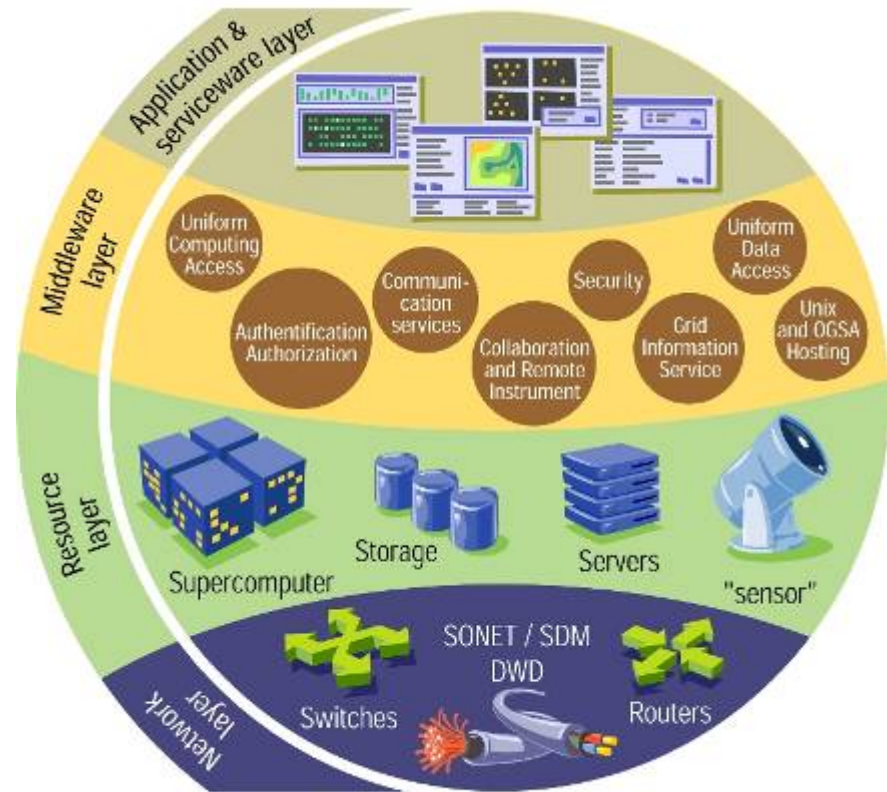 Application &
serviceware layer
Middleware
layer
Uniform
Computing
Access
Authentification
Authorization
Communi-
cation
services
Collaboration
and Remote
Instrument
Security
Grid
Information
Service
Uniform
Data
Access
Unix
and OGSA
Hosting
Resource
layer
Supercomputer
Storage
Servers
"sensor"
Network
layer
Switches
SONET / SDM
DWD
Routers